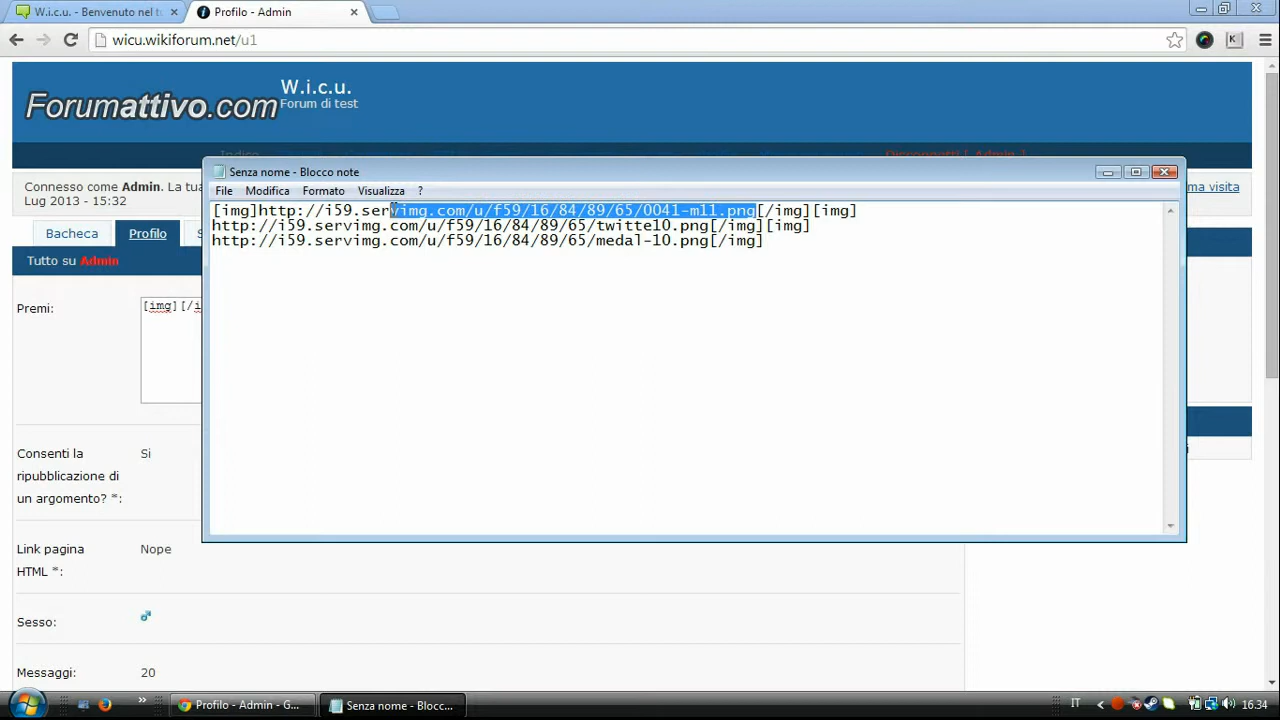 W.i.c.u. - Benvenuto nel t
Profilo - Admin
wicu.wikiforum.net/u1
Forumattivo.com
W.i.c.u.
Forum di test
Connesso come Admin. La tua
Lug 2013 - 15:32
ma visita
Bacheca
Profilo
Tutto su Admin
Premi:
[img][/i
Consenti la
ripubblicazione di
un argomento? *:
Si
Link pagina
HTML *:
Nope
Sesso:
Messaggi:
20
Senza nome - Blocco note
File Modifica Formato Visualizza ?
[img]http://i59.servimg.com/u/f59/16/84/89/65/0041-m11.png[/img][img]
http://i59.servimg.com/u/f59/16/84/89/65/twitte10.png[/img][img]
http://i59.servimg.com/u/f59/16/84/89/65/medal-10.png[/img]
Profilo - Admin - G...
Senza nome - Blocc...
IT
16:34